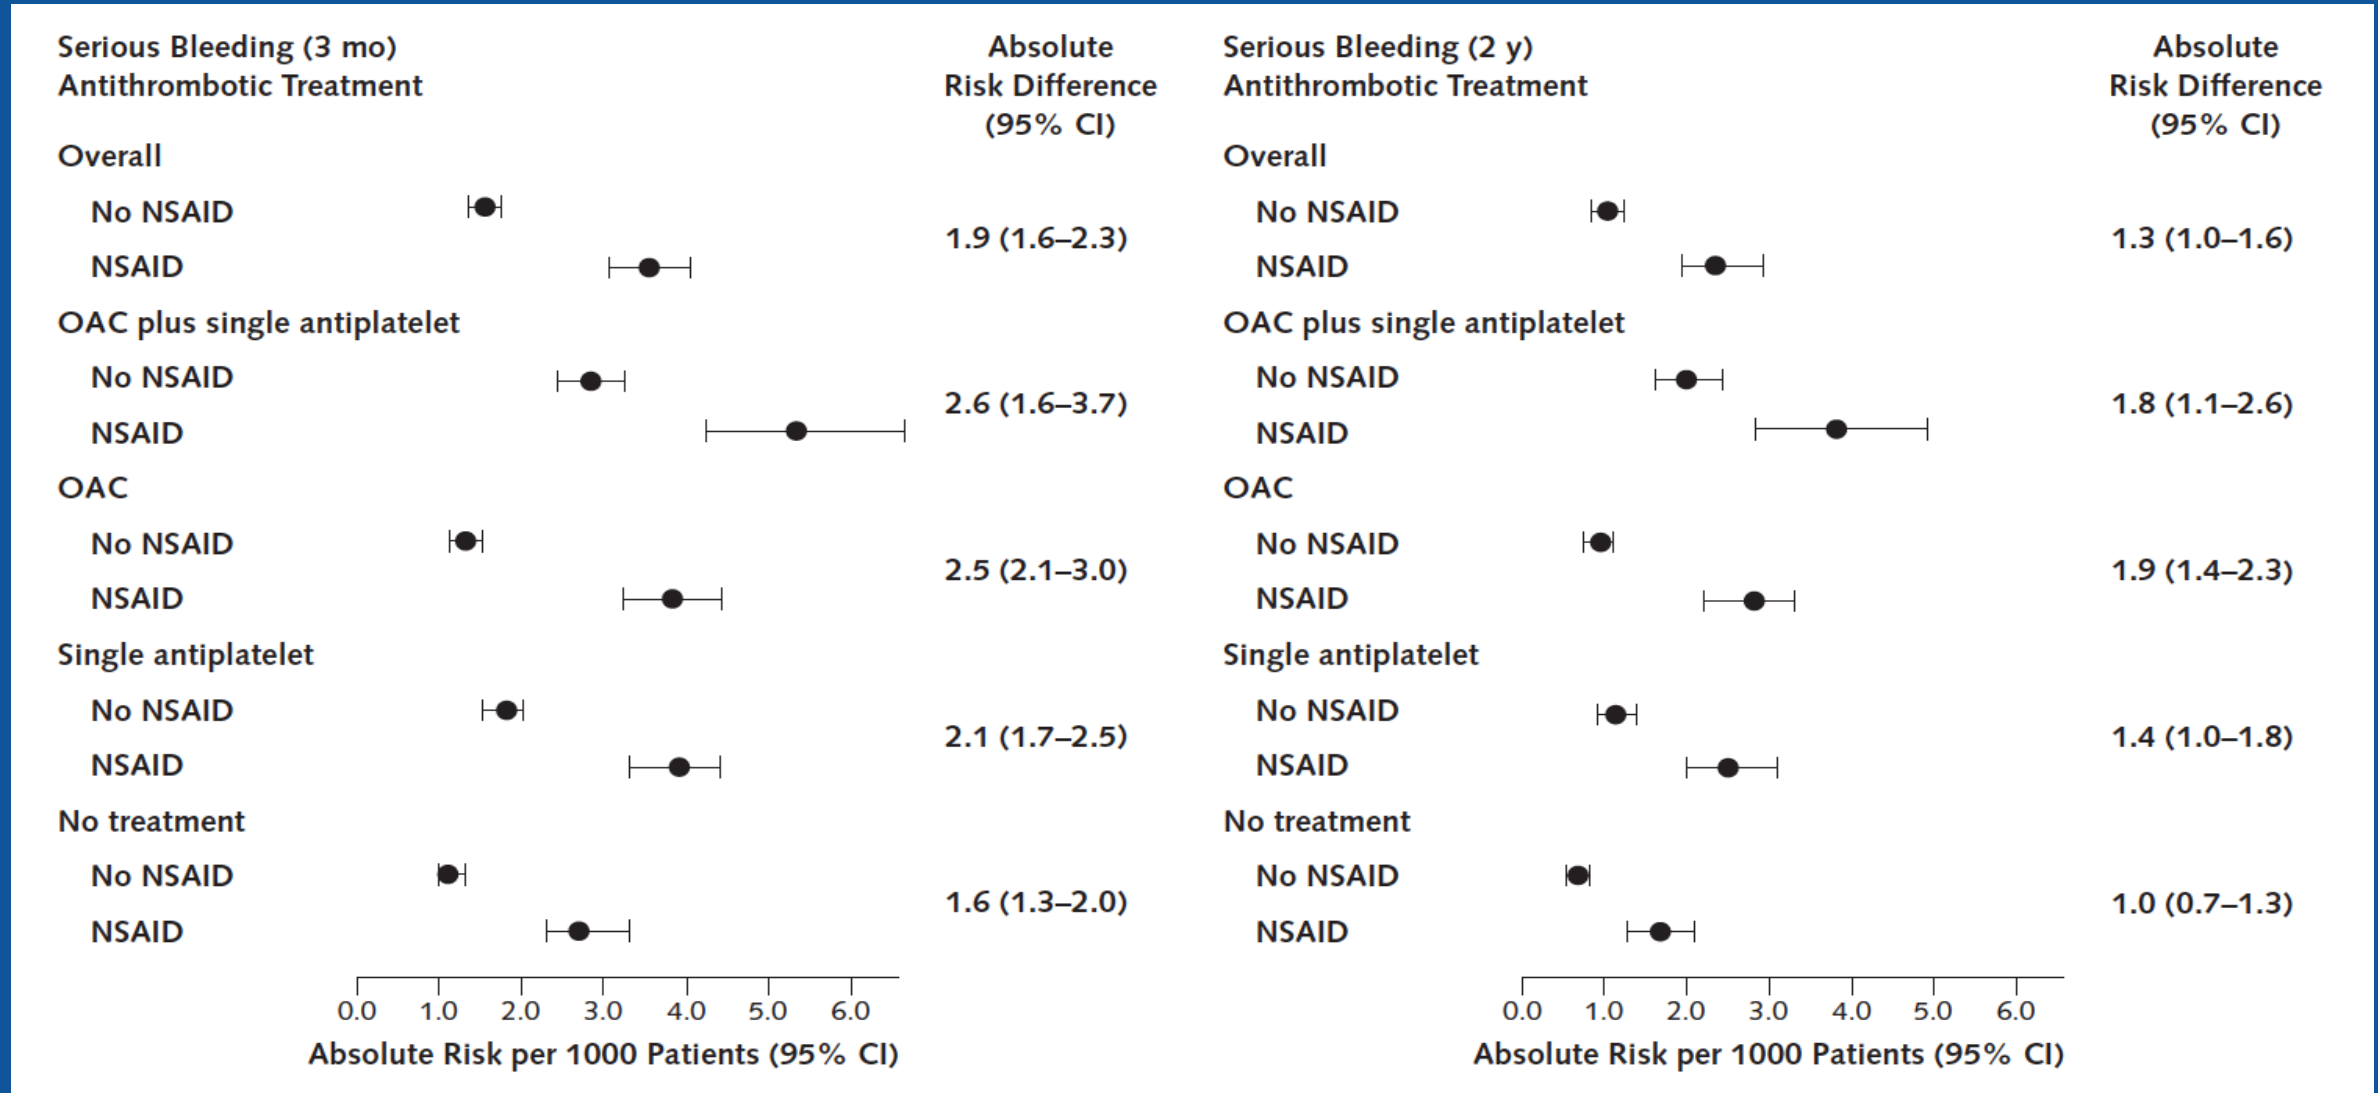 Serious Bleeding (3 mo)
Antithrombotic Treatment
Absolute
Risk Difference
(95% CI)
Overall
No NSAID
NSAID
1.9 (1.6–2.3)
OAC plus single antiplatelet
No NSAID
NSAID
2.6 (1.6–3.7)
OAC
No NSAID
NSAID
2.5 (2.1–3.0)
Single antiplatelet
No NSAID
NSAID
2.1 (1.7–2.5)
No treatment
No NSAID
NSAID
1.6 (1.3–2.0)
0.0 1.0 2.0 3.0 4.0 5.0 6.0
Absolute Risk per 1000 Patients (95% CI)
Serious Bleeding (2 y)
Antithrombotic Treatment
Absolute
Risk Difference
(95% CI)
Overall
No NSAID
NSAID
1.3 (1.0–1.6)
OAC plus single antiplatelet
No NSAID
NSAID
1.8 (1.1–2.6)
OAC
No NSAID
NSAID
1.9 (1.4–2.3)
Single antiplatelet
No NSAID
NSAID
1.4 (1.0–1.8)
No treatment
No NSAID
NSAID
1.0 (0.7–1.3)
0.0 1.0 2.0 3.0 4.0 5.0 6.0
Absolute Risk per 1000 Patients (95% CI)